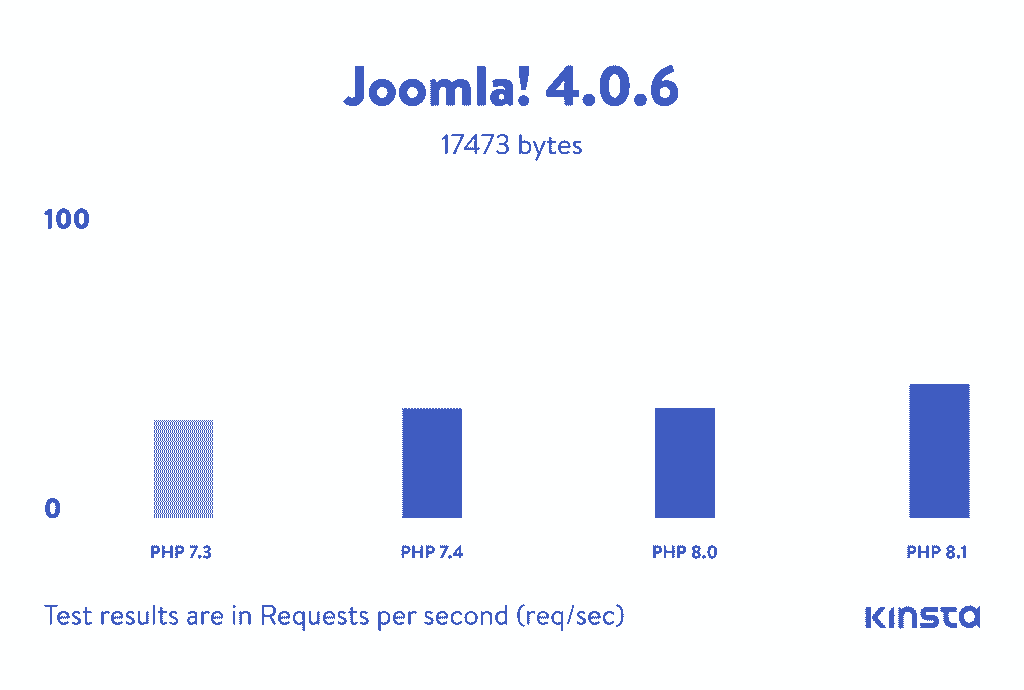 Joomla! 4.0.6
17473 bytes
100
0
PHP 7.3 PHP 7.4 PHP 8.0 PHP 8.1
Test results are in Requests per second (req/sec)
KINSTA